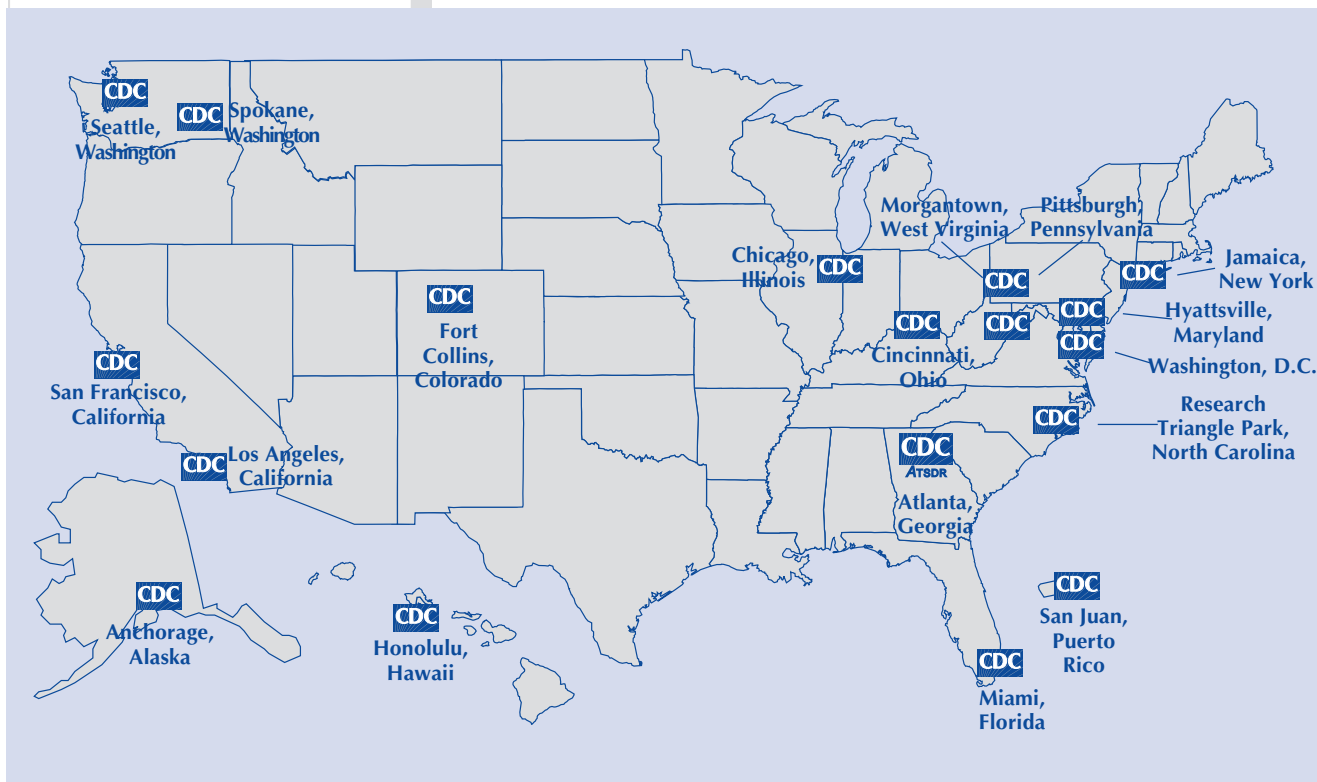 CDC
Seattle,
Washington
CDC
Spokane,
Washington
Morgantown,
West Virginia
Pittsburgh,
Pennsylvania
Chicago,
Illinois
CDC
CDC
CDC
Jamaica,
New York
CDC
Fort
Collins,
Colorado
CDC
Hyattsville,
Maryland
CDC
Cincinnati,
Ohio
CDC
CDC
Washington, D.C.
CDC
San Francisco,
California
CDC
Research
Triangle Park,
North Carolina
CDC
Los Angeles,
California
CDC
ATSDR
Atlanta,
Georgia
CDC
Anchorage,
Alaska
CDC
Honolulu,
Hawaii
CDC
San Juan,
Puerto
Rico
CDC
Miami,
Florida